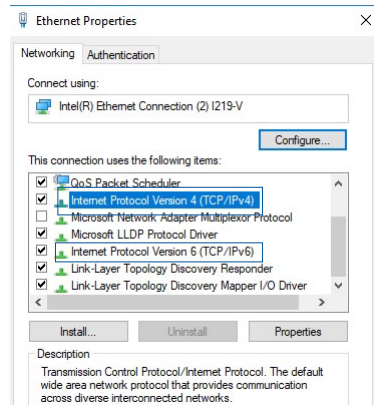 Ethernet Properties
Networking Authentication
Connect using:
Intel(R) Ethernet Connection (2) I219-V
Configure...
This connection uses the following items:
QoS Packet Scheduler
Internet Protocol Version 4 (TCP/IPv4)
Microsoft Network Adapter Multiplexor Protocol
Microsoft LLDP Protocol Driver
Internet Protocol Version 6 (TCP/IPv6)
Link-Layer Topology Discovery Responder
Link-Layer Topology Discovery Mapper I/O Driver
Install... Uninstall Properties
Description
Transmission Control Protocol/Internet Protocol. The default
wide area network protocol that provides communication
across diverse interconnected networks.